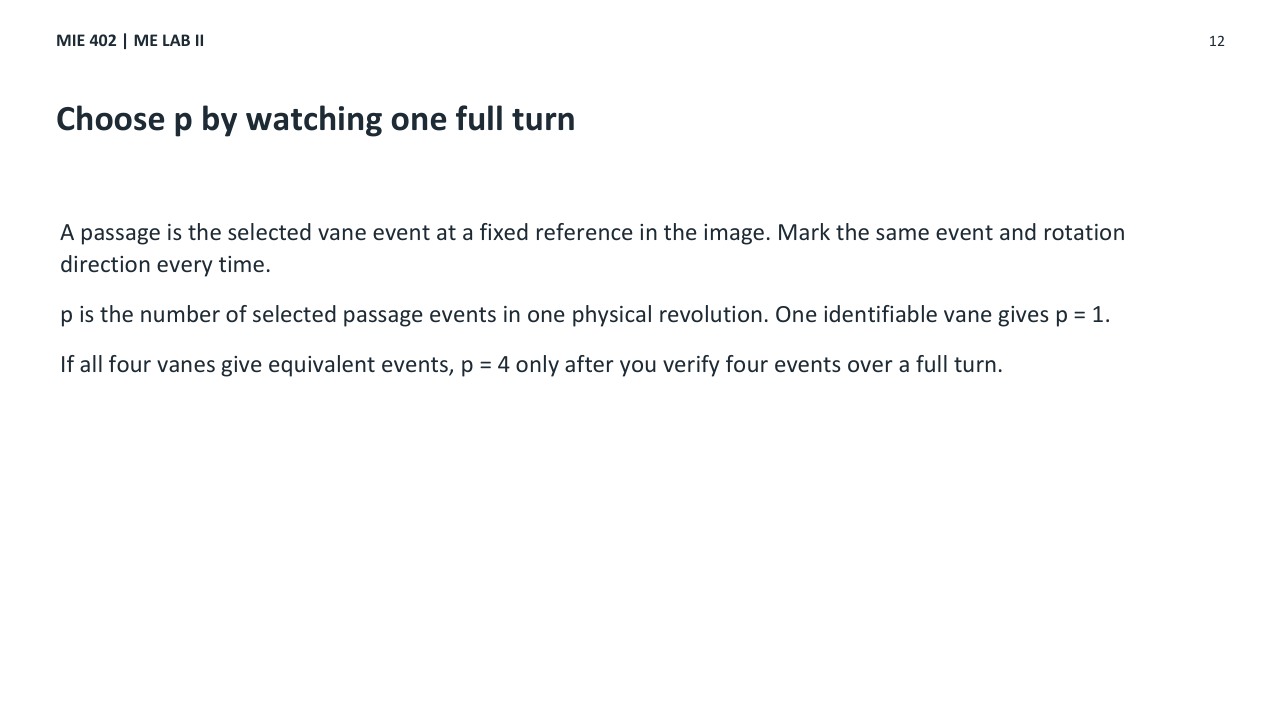 MIE 402 | ME LAB II
12
Choose p by watching one full turn
A passage is the selected vane event at a fixed reference in the image. Mark the same event and rotation
direction every time.
p is the number of selected passage events in one physical revolution. One identifiable vane gives p = 1.
If all four vanes give equivalent events, p = 4 only after you verify four events over a full turn.